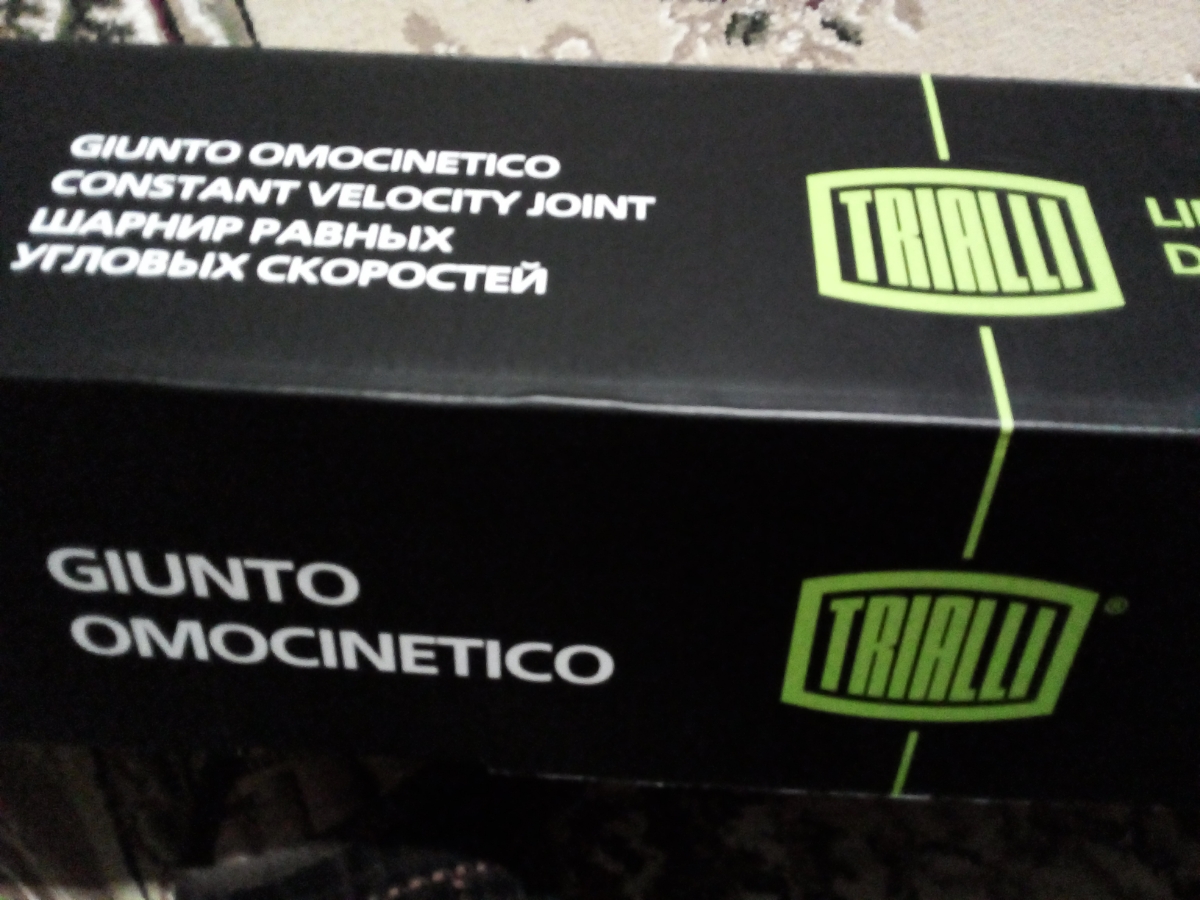 GIUNTO OMOCINETICO
CONSTANT VELOCITY JOINT
ШАРНИР РАВНЫХ
УГЛОВЫХ СКОРОСТЕЙ
TRIALLI
GIUNTO
OMOCINETICO
TRIALLI®